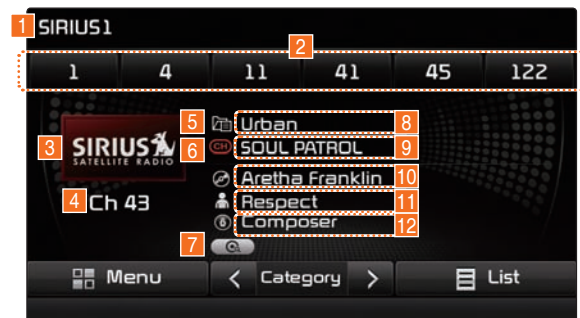 1 SIRIUS1
2
1 4 11 41 45 122
5 Urban 8
3 SIRIUS SATELLITE RADIO 6 CH SOUL PATROL 9
Aretha Franklin 10
4 Ch 43 Respect 11
Composer 12
7
Menu < Category > List